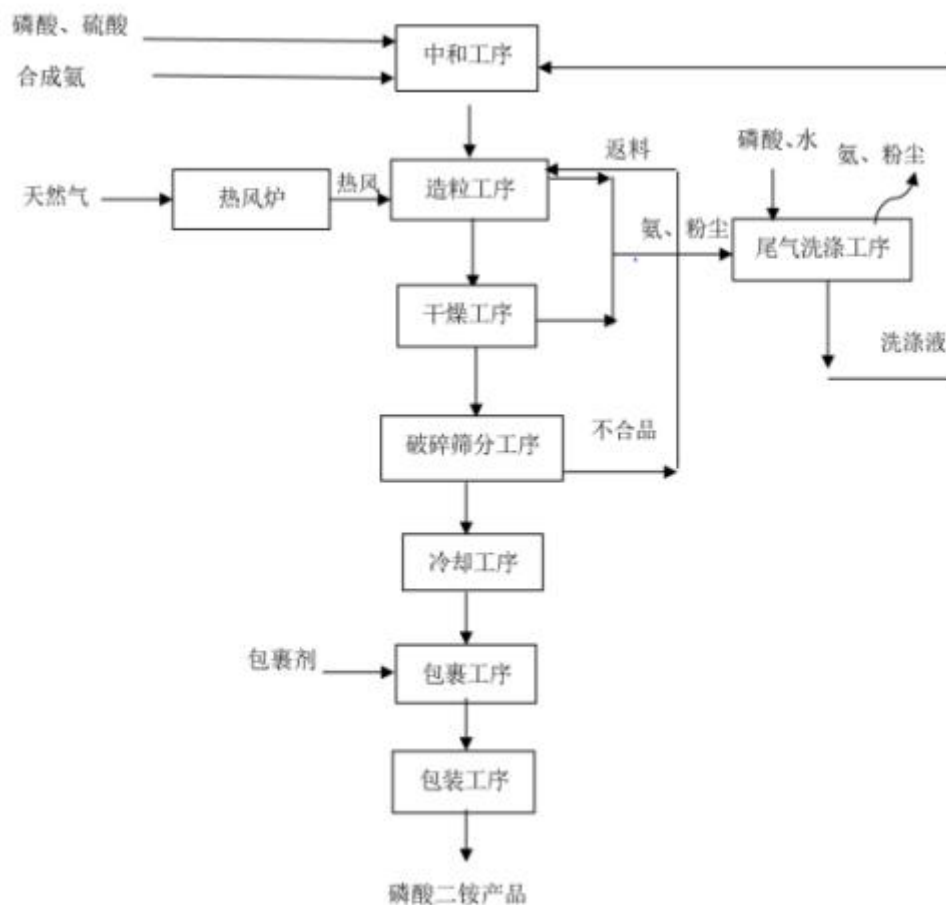 磷酸、硫酸
中和工序
合成氨
磷酸、水
氨、粉尘
返料
天然气
热风炉
热风
造粒工序
氨、粉尘
尾气洗涤工序
干燥工序
洗涤液
破碎筛分工序
不合品
冷却工序
包裹剂
包裹工序
包装工序
磷酸二铵产品